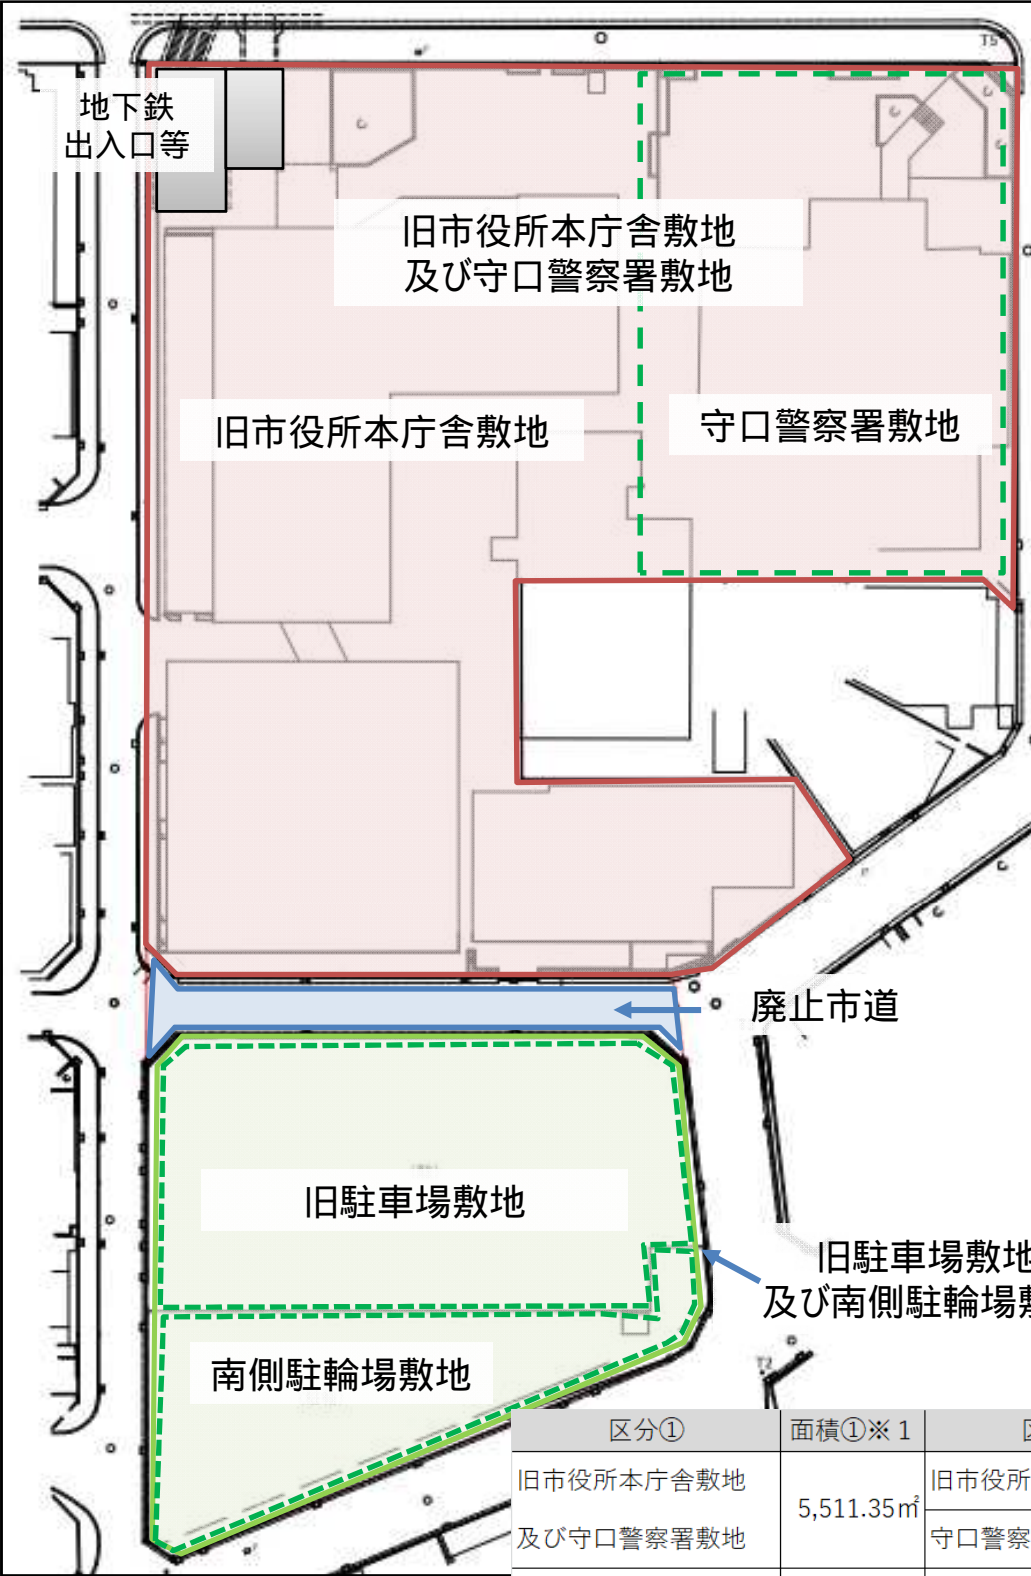 T5
地下鉄
出入口等
旧市役所本庁舎敷地
及び守口警察署敷地
旧市役所本庁舎敷地
守口警察署敷地
廃止市道
旧駐車場敷地
旧駐車場敷地
及び南側駐輪場敷
南側駐輪場敷地
T2
区分① 面積①※1 区
旧市役所本庁舎敷地 旧市役所
5,511.35㎡
及び守口警察署敷地 守口警察